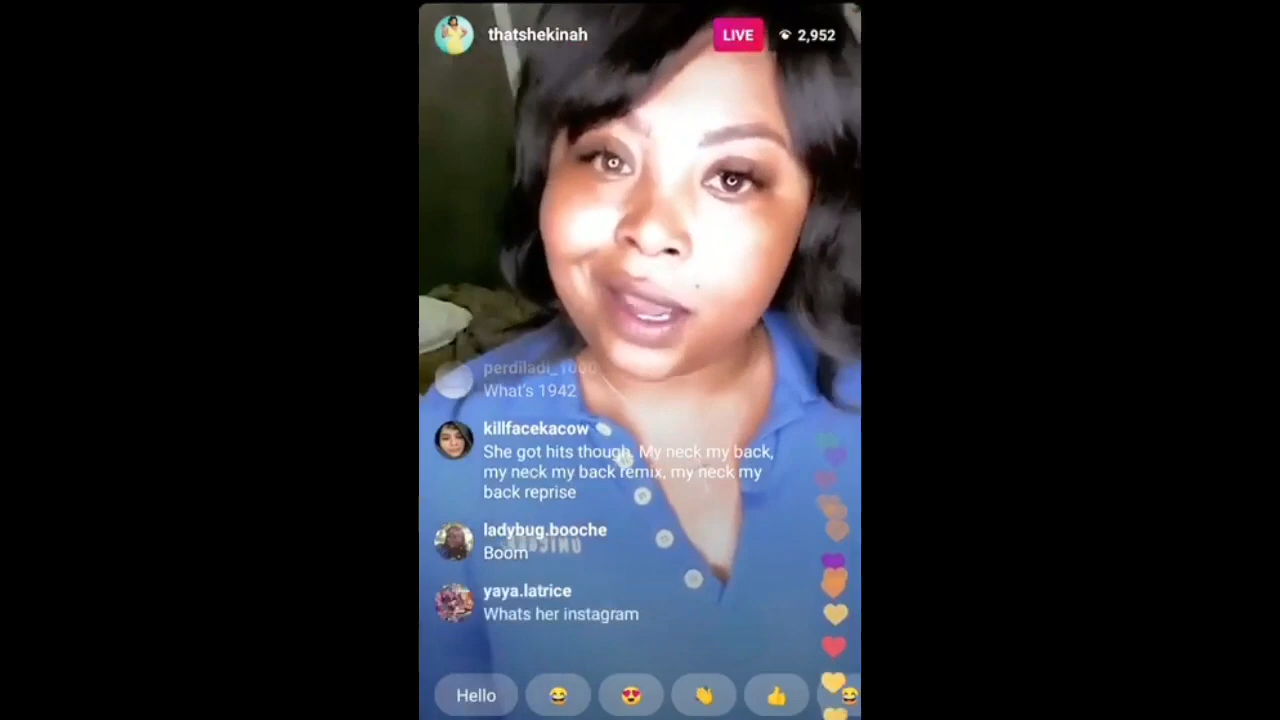 thatshekinah
LIVE
2,952
perdiladi_1000
What's 1942
killfacekacow
She got hits though. My neck my back,
my neck my back remix, my neck my
back reprise
ladybug.booche
Boom
yaya.latrice
Whats her instagram
Hello